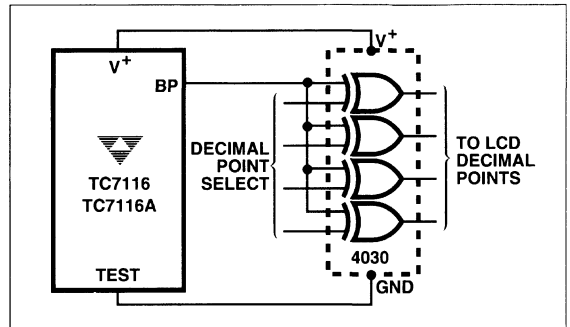 V+
V+
BP
DECIMAL
POINT
SELECT
TO LCD
DECIMAL
POINTS
TC7116
TC7116A
4030
TEST
GND